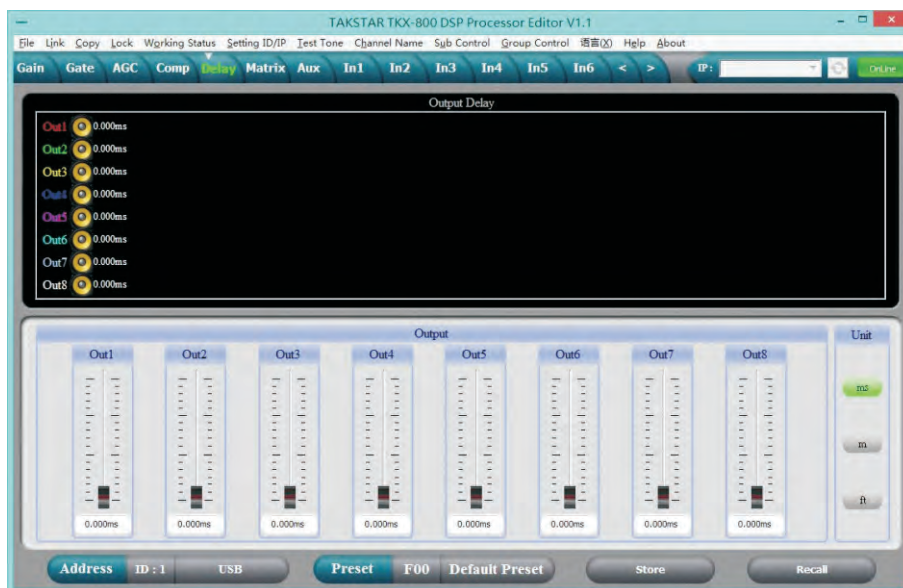 TAKSTAR TKX-800 DSP Processor Editor V1.1
File Link Copy Lock Working Status Setting ID/IP Test Tone Channel Name Sub Control Group Control 语言(X) Help About
Gain Gate AGC Comp Delay Matrix Aux In1 In2 In3 In4 In5 In6 < > IP: OnLine
Output Delay
Out1 0.000ms
Out2 0.000ms
Out3 0.000ms
Out4 0.000ms
Out5 0.000ms
Out6 0.000ms
Out7 0.000ms
Out8 0.000ms
Output Unit
Out1 Out2 Out3 Out4 Out5 Out6 Out7 Out8
ms
m
ft
0.000ms 0.000ms 0.000ms 0.000ms 0.000ms 0.000ms 0.000ms 0.000ms
Address ID : 1 USB Preset F00 Default Preset Store Recall